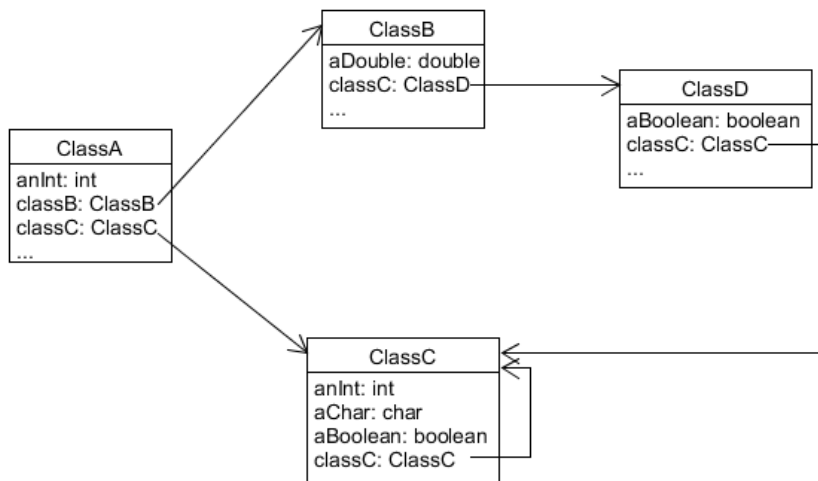 ClassB
aDouble: double
classC: ClassD
...
ClassD
aBoolean: boolean
classC: ClassC
...
ClassA
anInt: int
classB: ClassB
classC: ClassC
...
ClassC
anInt: int
aChar: char
aBoolean: boolean
classC: ClassC